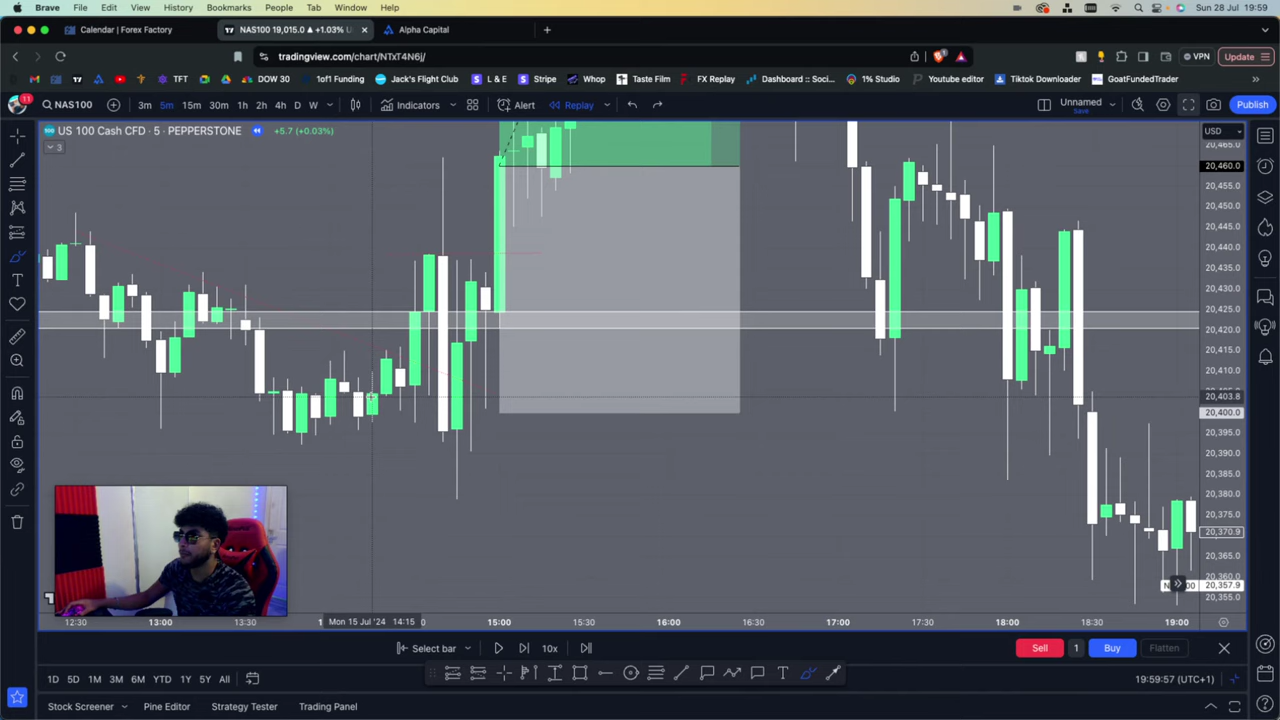 Brave File Edit View History Bookmarks People Tab Window Help Sun 28 Jul 19:59
Calendar | Forex Factory
NAS100 19,015.0 ▲ +1.03% U
Alpha Capital
tradingview.com/chart/NTxT4N6j/
VPN
Update
TFT
DOW 30
1of1 Funding
Jack's Flight Club
L & E
Stripe
Whop
Taste Film
FX Replay
Dashboard :: Soci...
1% Studio
Youtube editor
Tiktok Downloader
GoatFundedTrader
11
NAS100
3m 5m 15m 30m 1h 2h 4h D W
Indicators
Alert
Replay
Unnamed
Save
Publish
US 100 Cash CFD · 5 · PEPPERSTONE
+5.7 (+0.03%)
3
USD
20,465.0
20,460.0
20,455.0
20,450.0
20,445.0
20,440.0
20,435.0
20,430.0
20,425.0
20,420.0
20,415.0
20,410.0
20,403.8
20,400.0
20,395.0
20,390.0
20,385.0
20,380.0
20,375.0
20,370.9
20,365.0
20,360.0
20,357.9
20,355.0
12:30 13:00 13:30 Mon 15 Jul '24 14:15 15:00 15:30 16:00 16:30 17:00 17:30 18:00 18:30 19:00
Select bar
10x
Sell 1 Buy Flatten
1D 5D 1M 3M 6M YTD 1Y 5Y All
19:59:57 (UTC+1)
Stock Screener Pine Editor Strategy Tester Trading Panel